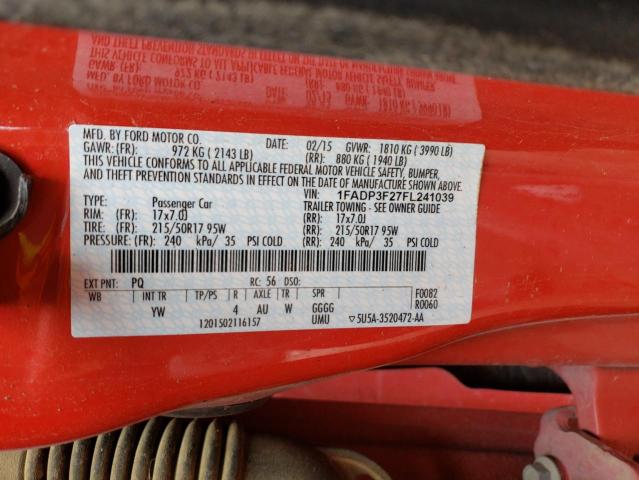 MFD. BY FORD MOTOR CO. 02/15 GVWR: 1810 KG ( 3990 LB)
GAWR: (FR): 972 KG ( 2143 LB) (RR): 880 KG ( 1940 LB)
THIS VEHICLE CONFORMS TO ALL APPLICABLE FEDERAL MOTOR VEHICLE SAFETY, BUMPER,
AND THEFT PREVENTION STANDARDS IN EFFECT ON THE DATE OF MANUFACTURE SHOWN ABOVE.
VIN: 1FADP3F27FL241039
TYPE: Passenger Car TRAILER TOWING - SEE OWNER GUIDE
RIM: (FR): 17x7.0J (RR): 17x7.0J
TIRE: (FR): 215/50R17 95W (RR): 215/50R17 95W
PRESSURE: (FR): 240 kPa/ 35 PSI COLD (RR): 240 kPa/ 35 PSI COLD
EXT PNT: PQ RC: 56 DSO:
WB INT TR TP/PS R AXLE TR SPR F0082
YW 4 AU W GGGG R0060
1201502116157 UMU ▽5U5A-3520472-AA